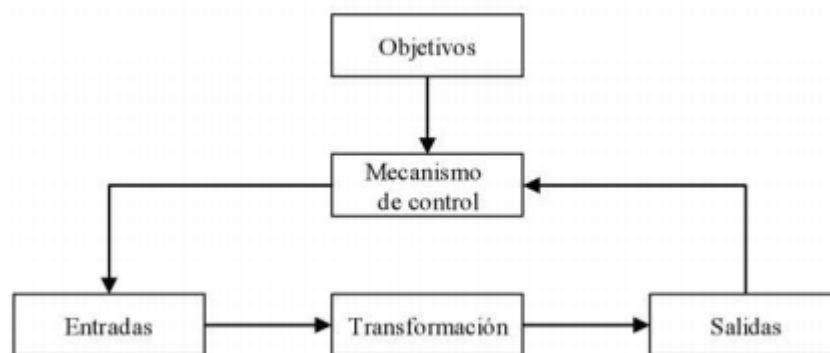 Objetivos
Mecanismo
de control
Entradas
Transformación
Salidas